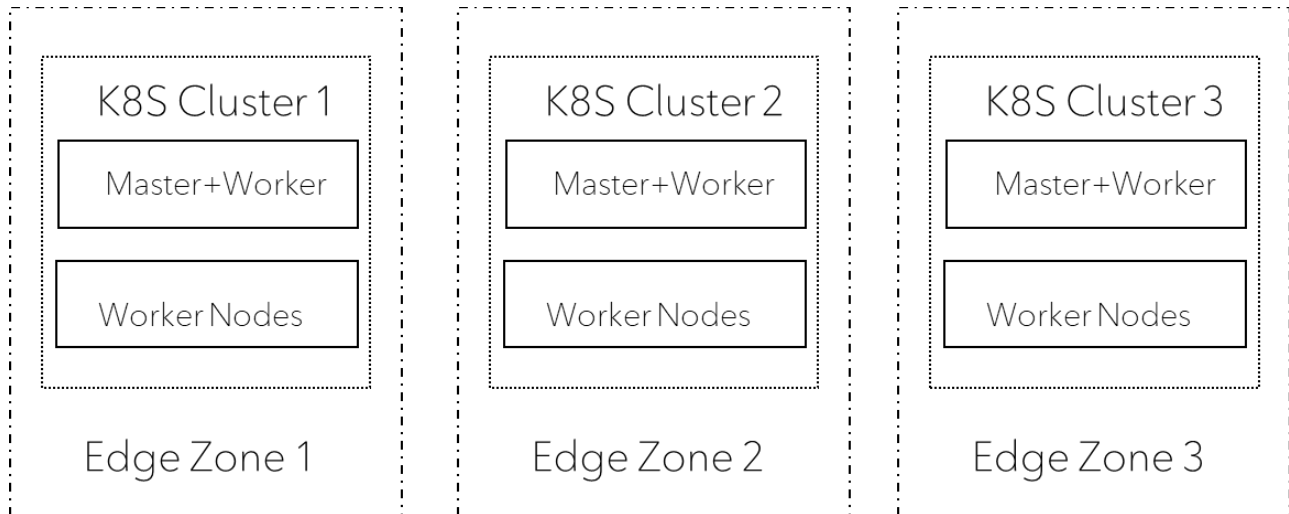 K8S Cluster 1
Master+Worker
Worker Nodes
Edge Zone 1
K8S Cluster 2
Master+Worker
Worker Nodes
Edge Zone 2
K8S Cluster 3
Master+Worker
Worker Nodes
Edge Zone 3